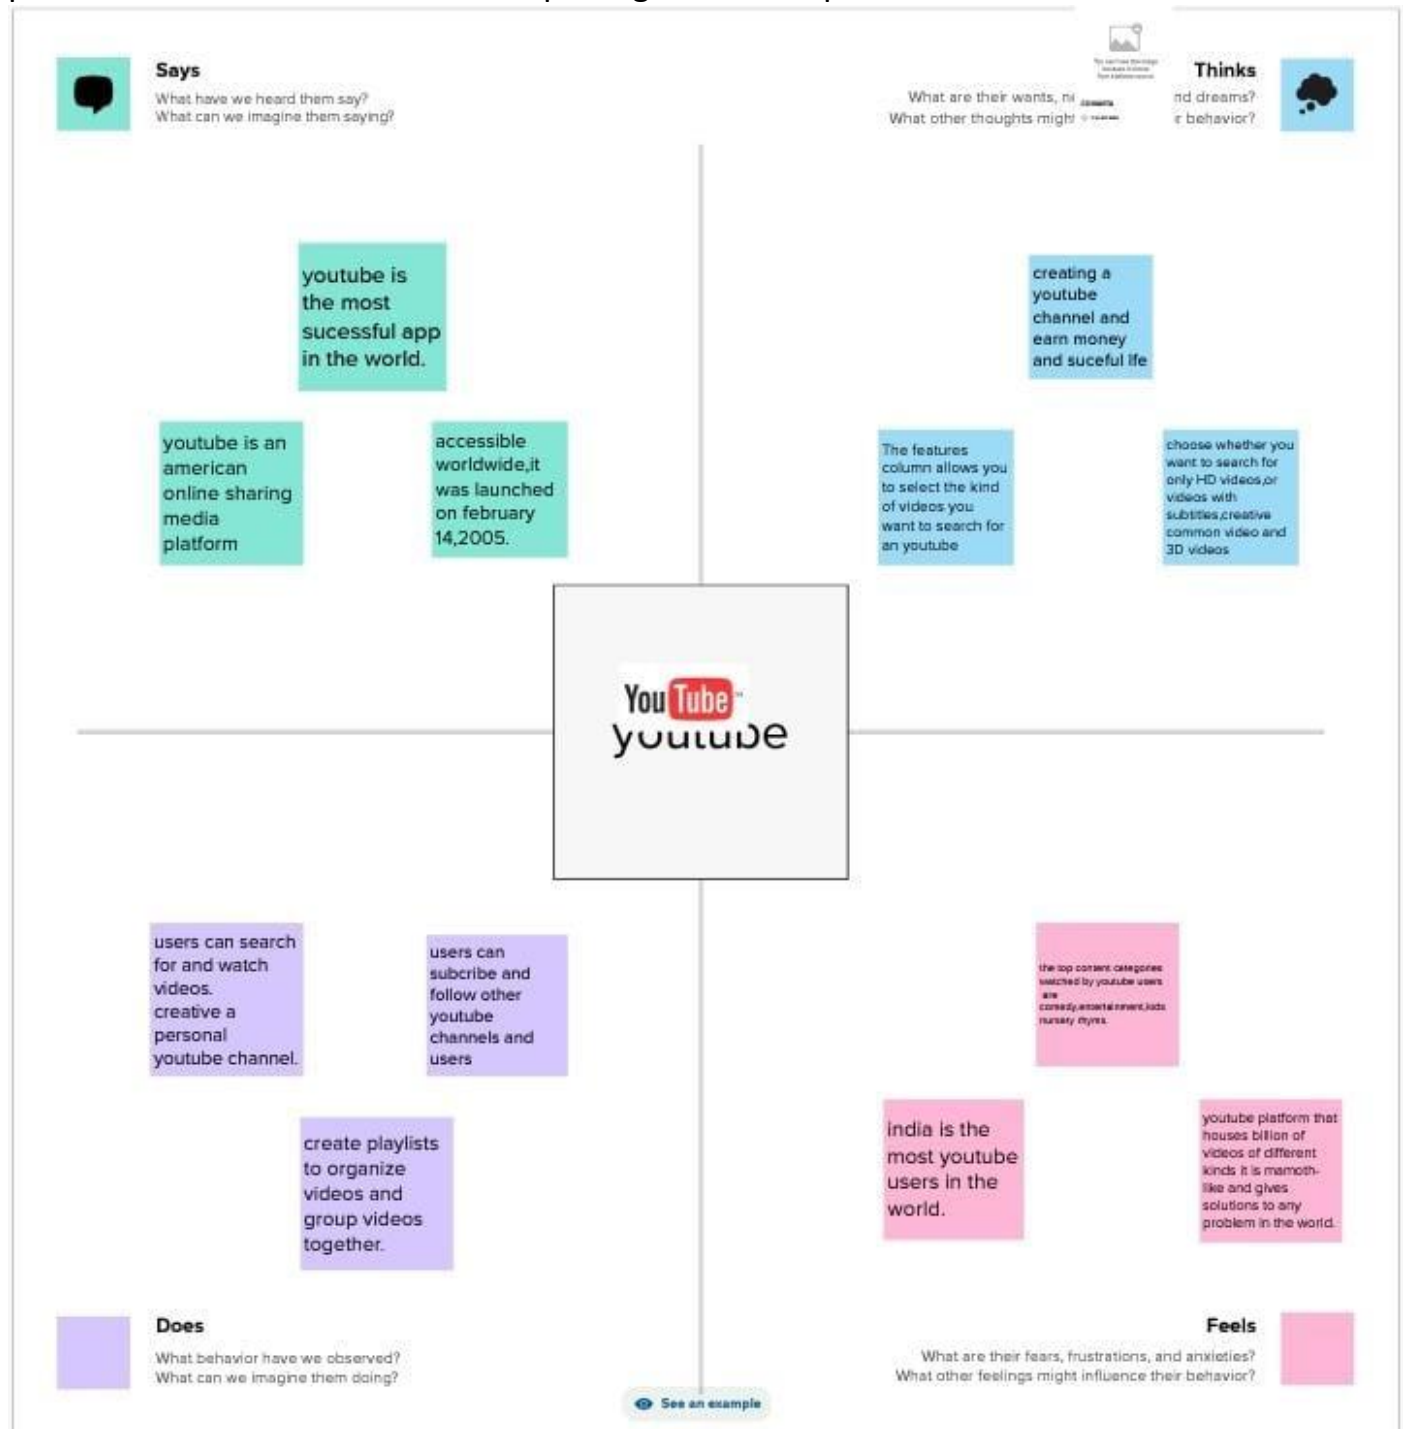 Says
What have we heard them say?
What can we imagine them saying?
Thinks
What are their wants, nd dreams?
What other thoughts might r behavior?
youtube is
the most
sucessful app
in the world.
youtube is an
american
online sharing
media
platform
accessible
worldwide,it
was launched
on february
14,2005.
creating a
youtube
channel and
earn money
and suceful ife
The features
column allows you
to select the kind
of videos you
want to search for
an youtube
choose whether you
want to search for
only HD videos,or
videos with
subtitles,creative
common video and
3D videos
YouTube
youtube
users can search
for and watch
videos.
creative a
personal
youtube channel.
users can
subcribe and
follow other
youtube
channels and
users
create playlists
to organize
videos and
group videos
together.
the top content categories
watched by youtube users
are
comedy,entertainment,kids
nursery rhyms.
india is the
most youtube
users in the
world.
youtube platform that
houses billion of
videos of different
kinds it is mamoth-
like and gives
solutions to any
problem in the world.
Does
What behavior have we observed?
What can we imagine them doing?
Feels
What are their fears, frustrations, and anxieties?
What other feelings might influence their behavior?
See an example